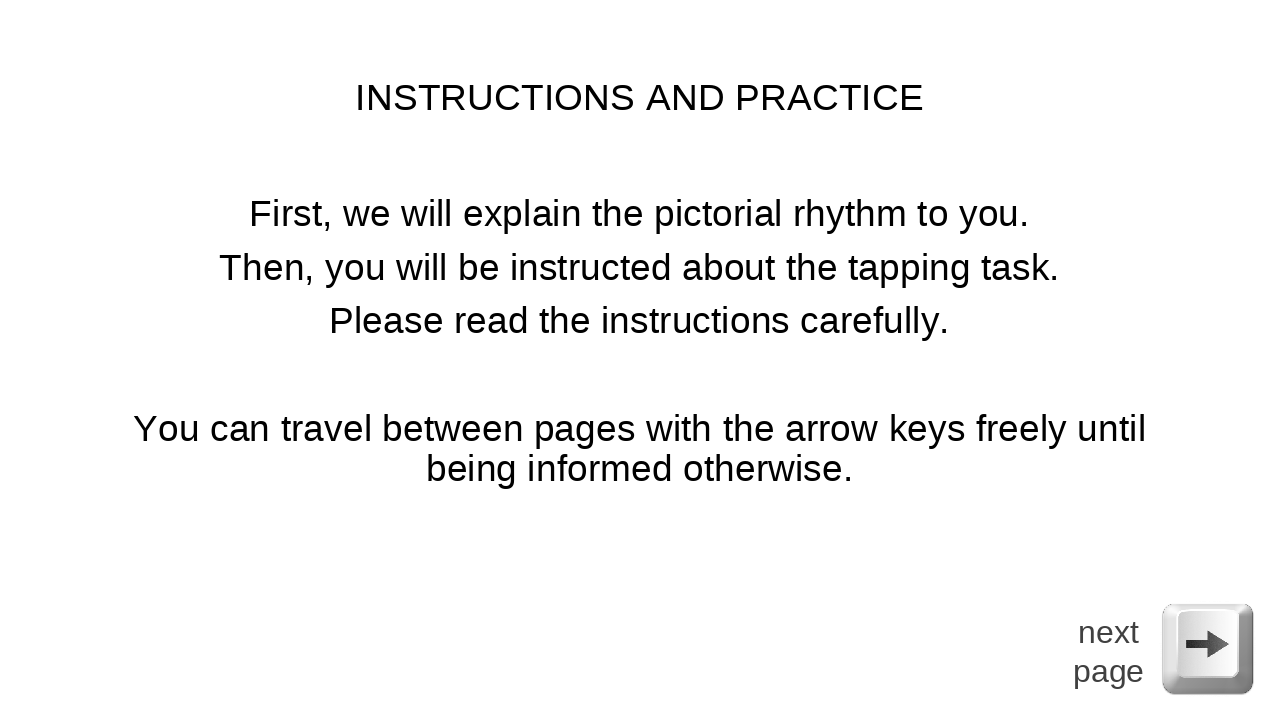 INSTRUCTIONS AND PRACTICE
First, we will explain the pictorial rhythm to you.
Then, you will be instructed about the tapping task.
Please read the instructions carefully.
You can travel between pages with the arrow keys freely until
being informed otherwise.
next
page